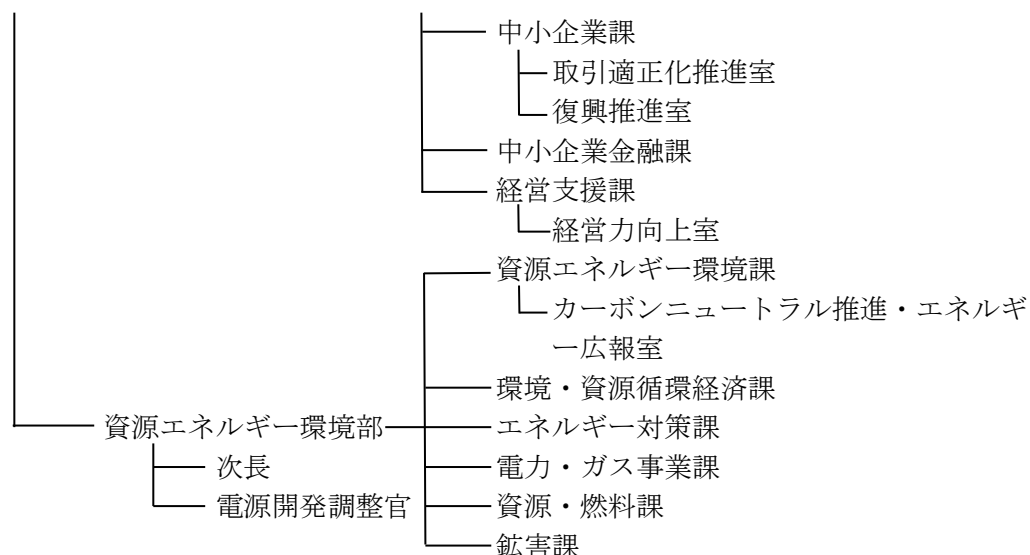 中小企業課
取引適正化推進室
復興推進室
中小企業金融課
経営支援課
経営力向上室
資源エネルギー環境課
カーボンニュートラル推進・エネルギ
ー広報室
環境・資源循環経済課
資源エネルギー環境部
エネルギー対策課
次長
電力・ガス事業課
電源開発調整官
資源・燃料課
鉱害課